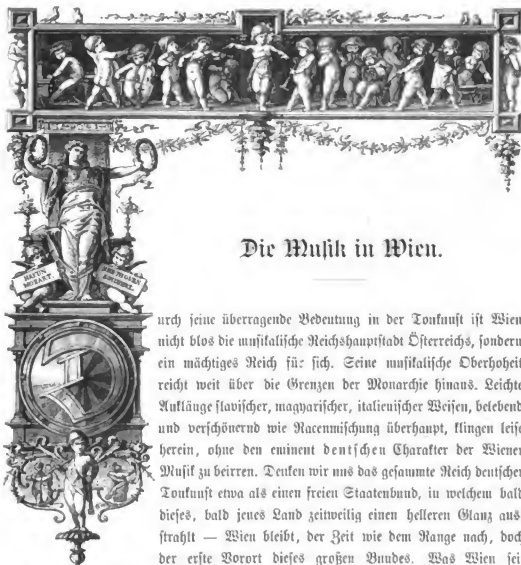 Die Musik in Wien.
HAYDN
MOZART.
BEETHOVEN
SCHUBERT.
D
urch seine überragende Bedeutung in der Tonkunst ist Wien
nicht blos die musikalische Reichshauptstadt Österreichs, sondern
ein mächtiges Reich für sich. Seine musikalische Oberhoheit
reicht weit über die Grenzen der Monarchie hinaus. Leichte
Anklänge slavischer, magyarischer, italienischer Weisen, belebend
und verschönernd wie Racenmischung überhaupt, klingen leise
herein, ohne den eminent deutschen Charakter der Wiener
Musik zu beirren. Denken wir uns das gesammte Reich deutscher
Tonkunst etwa als einen freien Staatenbund, in welchem bald
dieses, bald jenes Land zeitweilig einen helleren Glanz aus-
strahlt — Wien bleibt, der Zeit wie dem Range nach, doch
der erste Vorort dieses großen Bundes. Was Wien sei